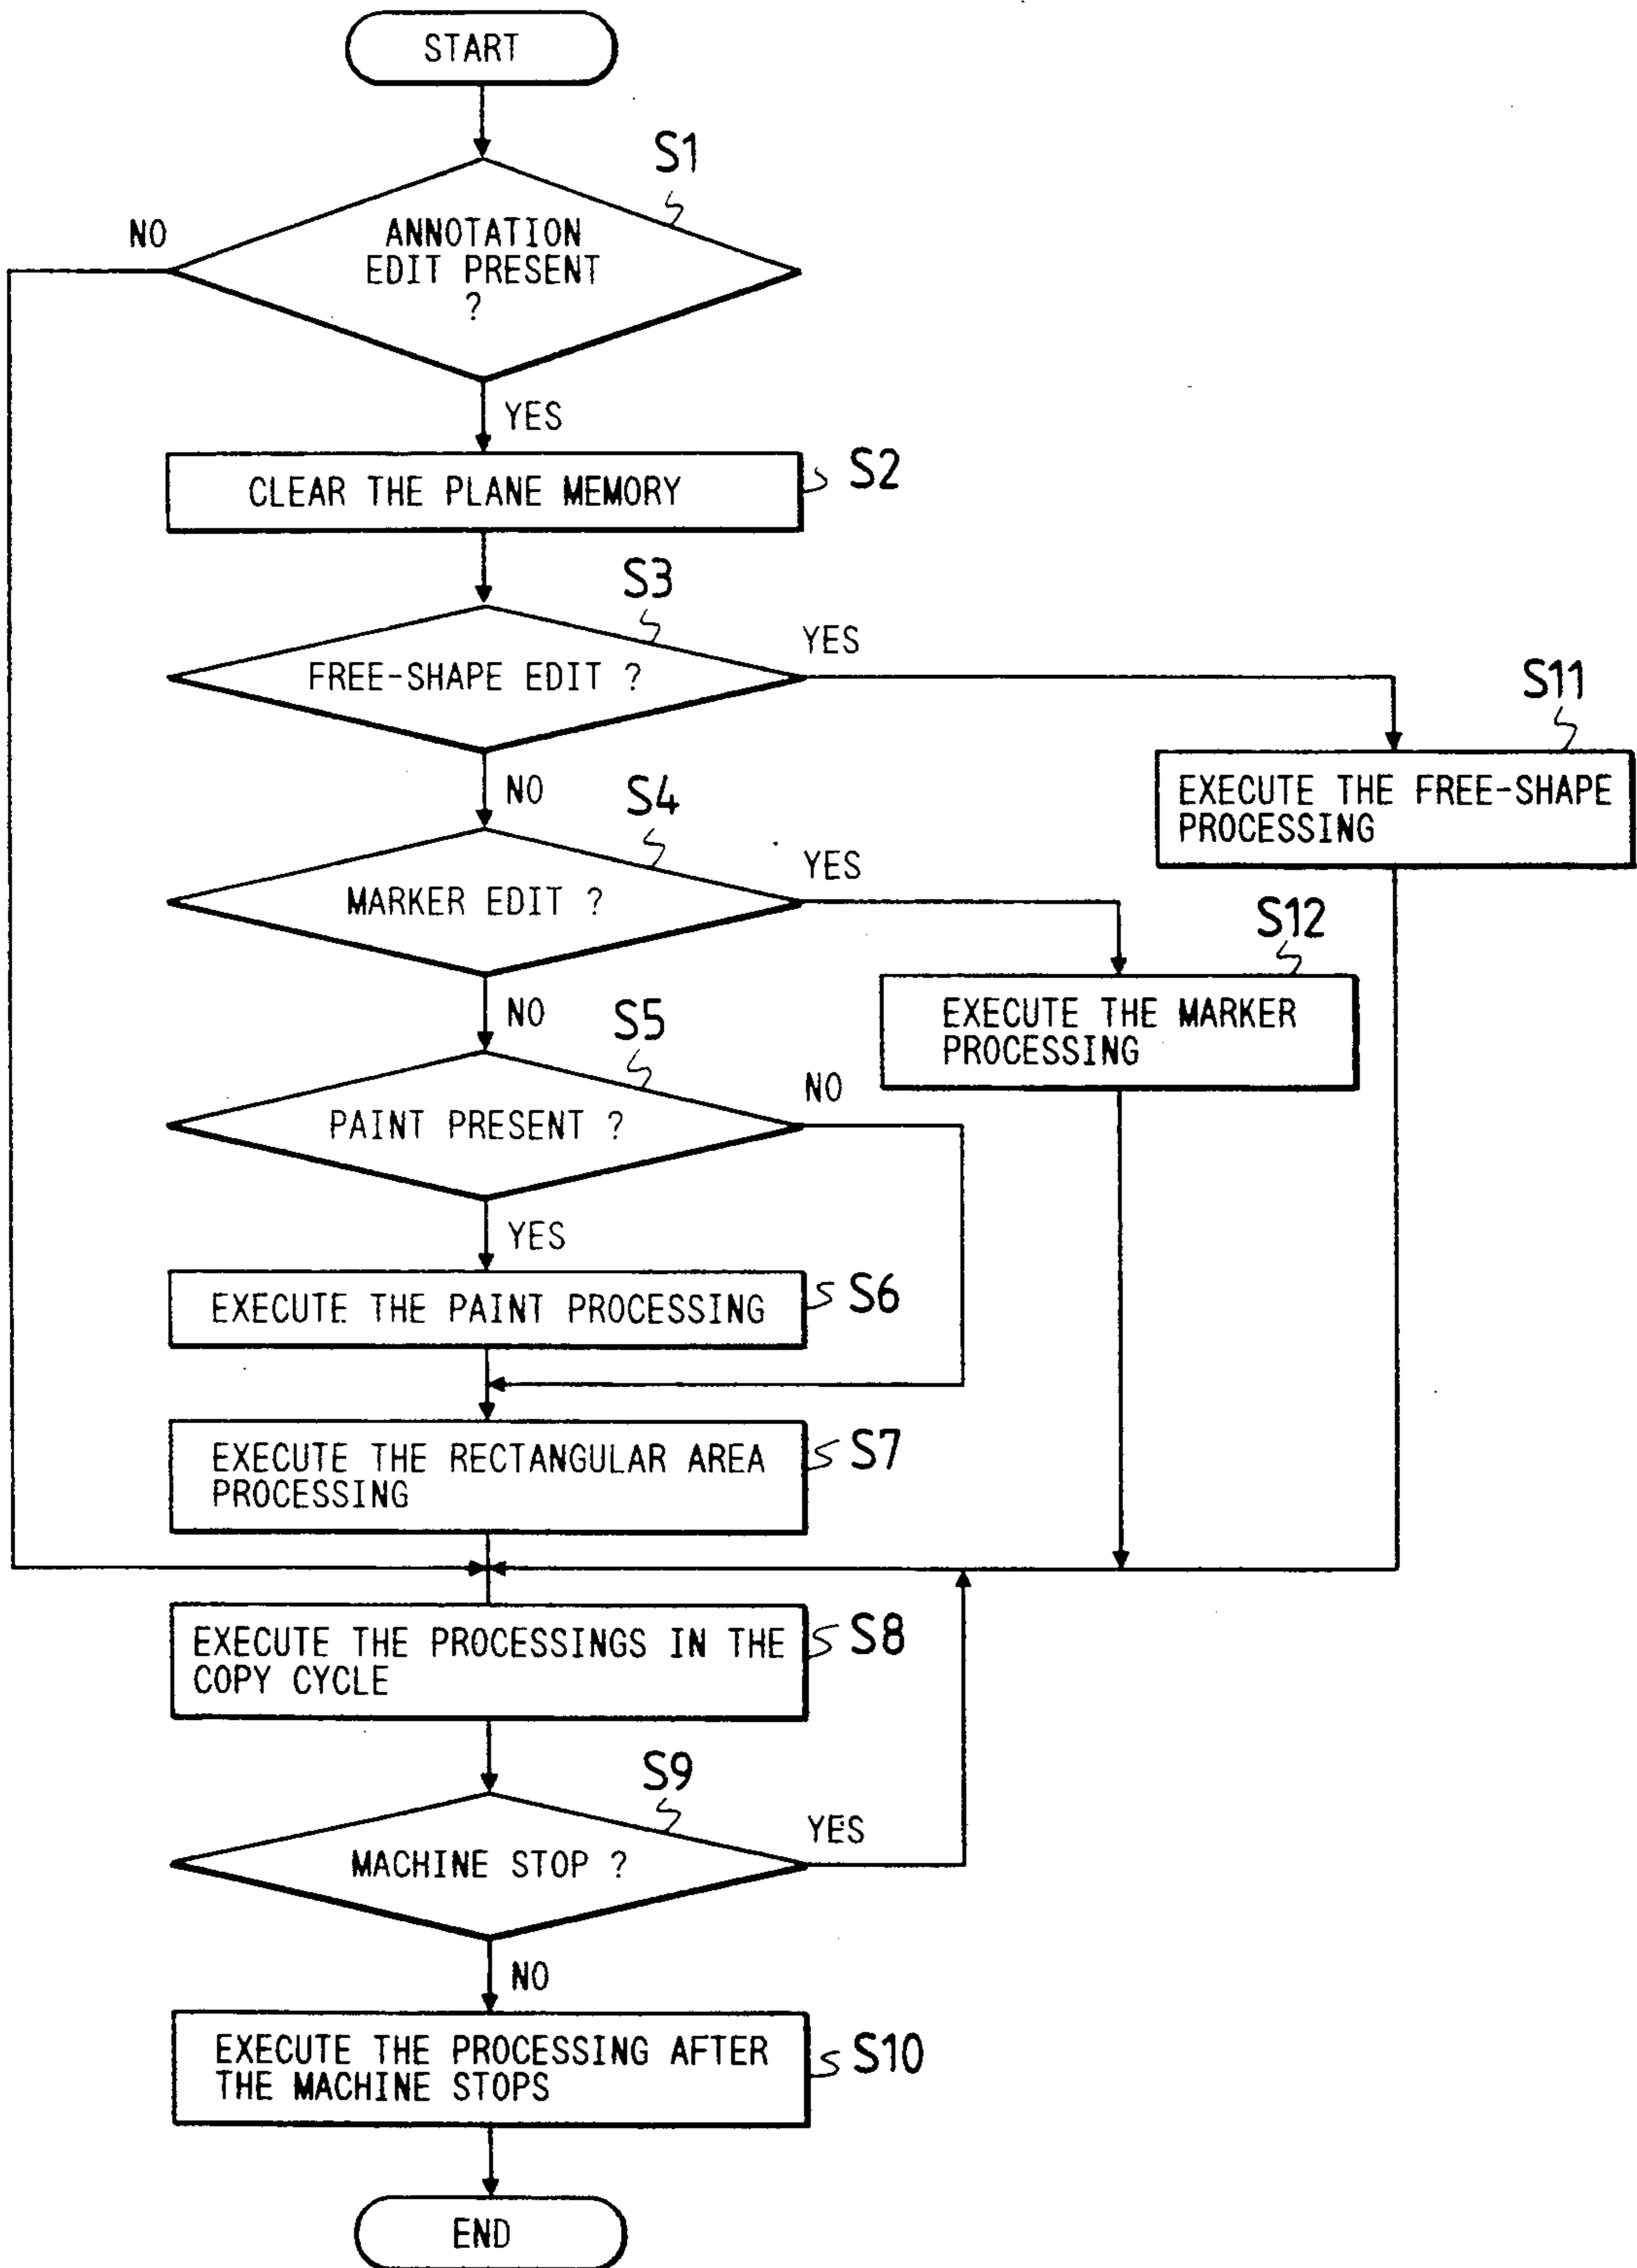 START
S1
NO
ANNOTATION
EDIT PRESENT
?
YES
CLEAR THE PLANE MEMORY
S2
S3
FREE-SHAPE EDIT ?
YES
S11
EXECUTE THE FREE-SHAPE
PROCESSING
NO
S4
MARKER EDIT ?
YES
S12
EXECUTE THE MARKER
PROCESSING
NO
S5
PAINT PRESENT ?
NO
YES
EXECUTE THE PAINT PROCESSING
S6
EXECUTE THE RECTANGULAR AREA
PROCESSING
S7
EXECUTE THE PROCESSINGS IN THE
COPY CYCLE
S8
S9
MACHINE STOP ?
YES
NO
EXECUTE THE PROCESSING AFTER
THE MACHINE STOPS
S10
END